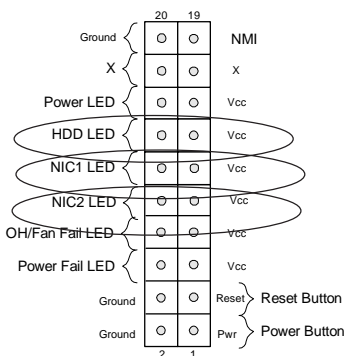 20 19
Ground NMI
X X
Power LED Vcc
HDD LED Vcc
NIC1 LED Vcc
NIC2 LED Vcc
OH/Fan Fail LED Vcc
Power Fail LED Vcc
Ground Reset Reset Button
Ground Pwr Power Button
2 1